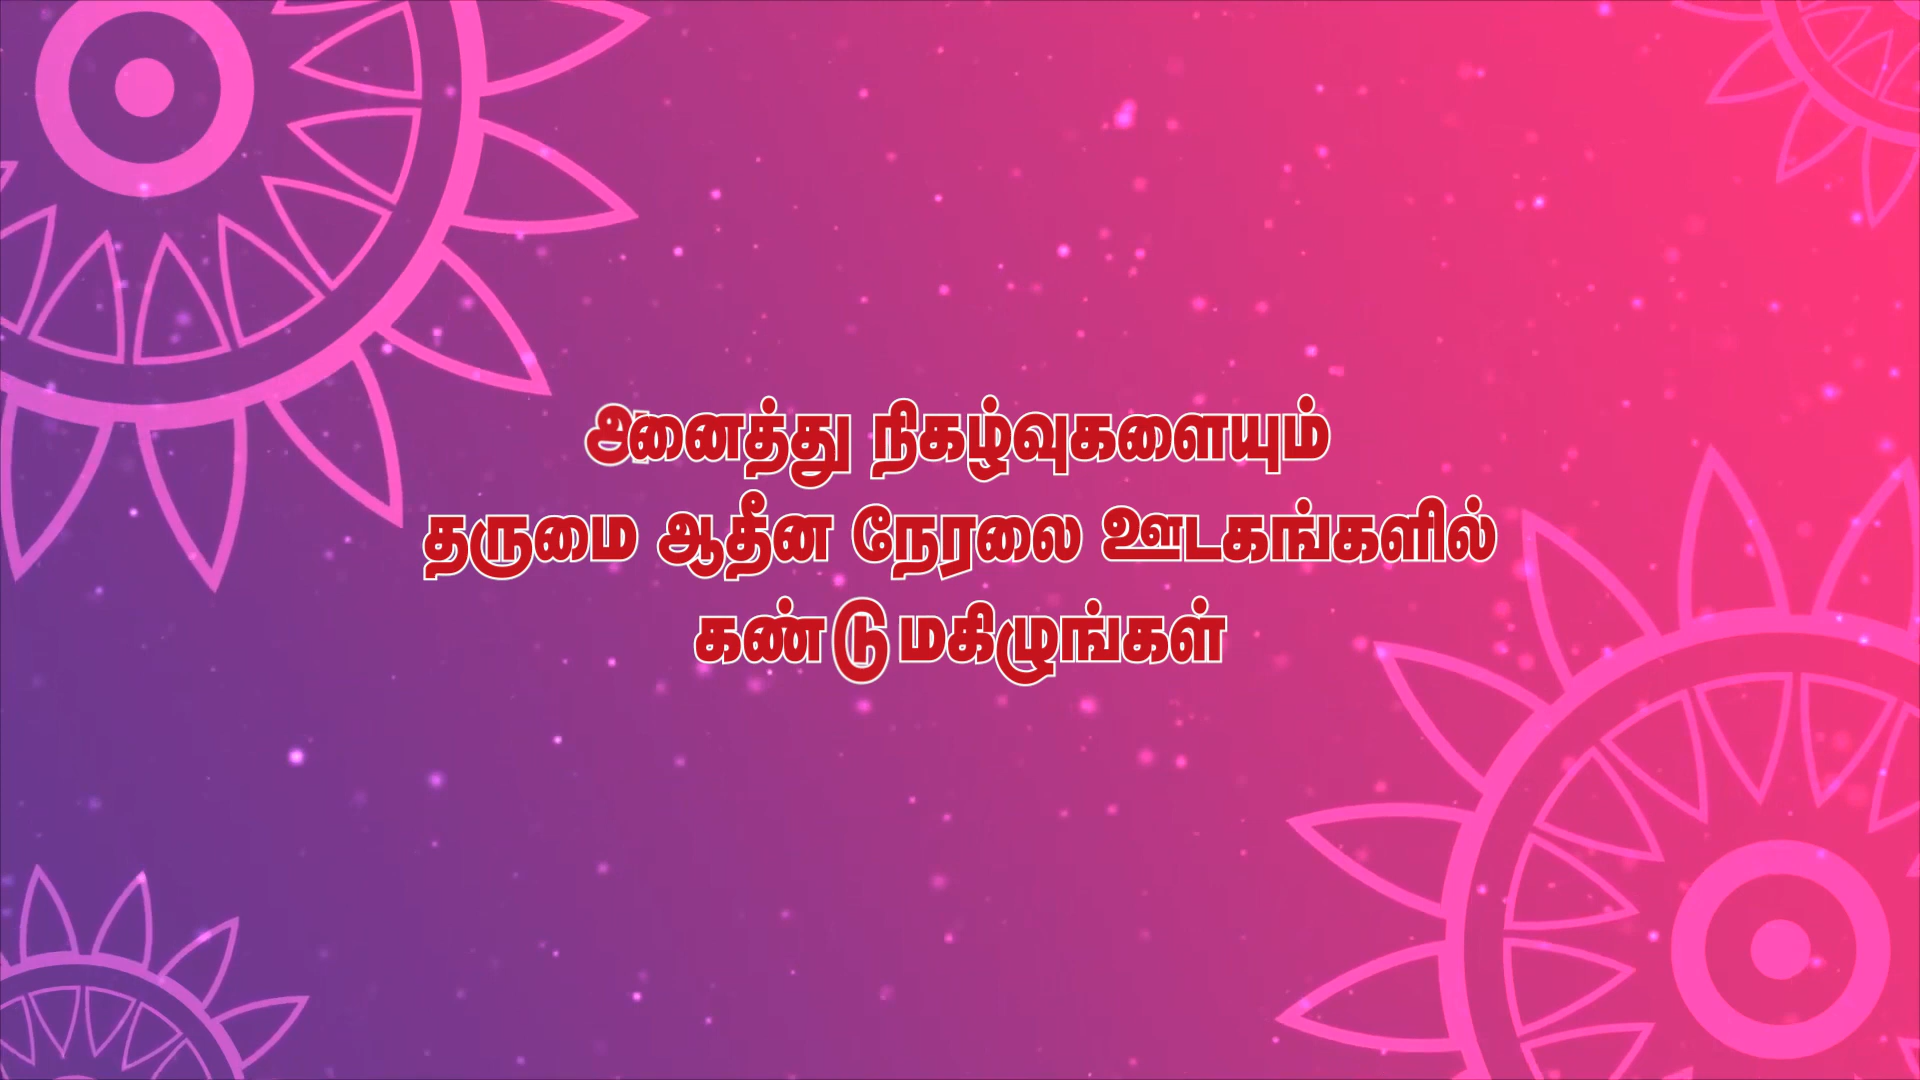 அனைத்து நிகழ்வுகளையும்
தருமை ஆதீன நேரலை ஊடகங்களில்
கண்டு மகிழுங்கள்